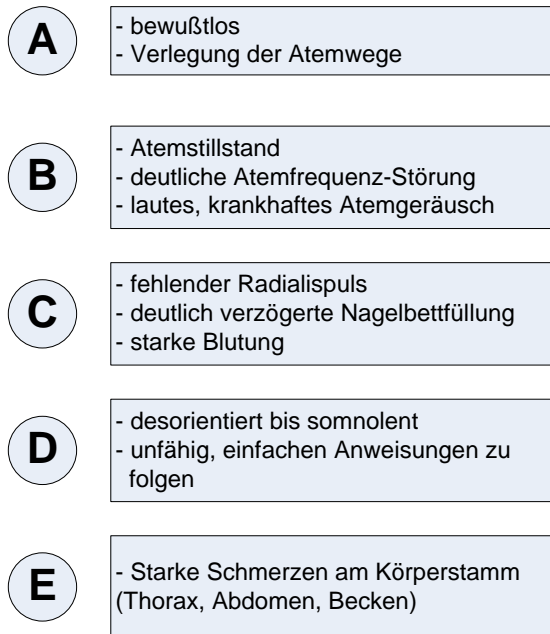 A
- bewußtlos
- Verlegung der Atemwege
B
- Atemstillstand
- deutliche Atemfrequenz-Störung
- lautes, krankhaftes Atemgeräusch
C
- fehlender Radialispuls
- deutlich verzögerte Nagelbettfüllung
- starke Blutung
D
- desorientiert bis somnolent
- unfähig, einfachen Anweisungen zu
folgen
E
- Starke Schmerzen am Körperstamm
(Thorax, Abdomen, Becken)